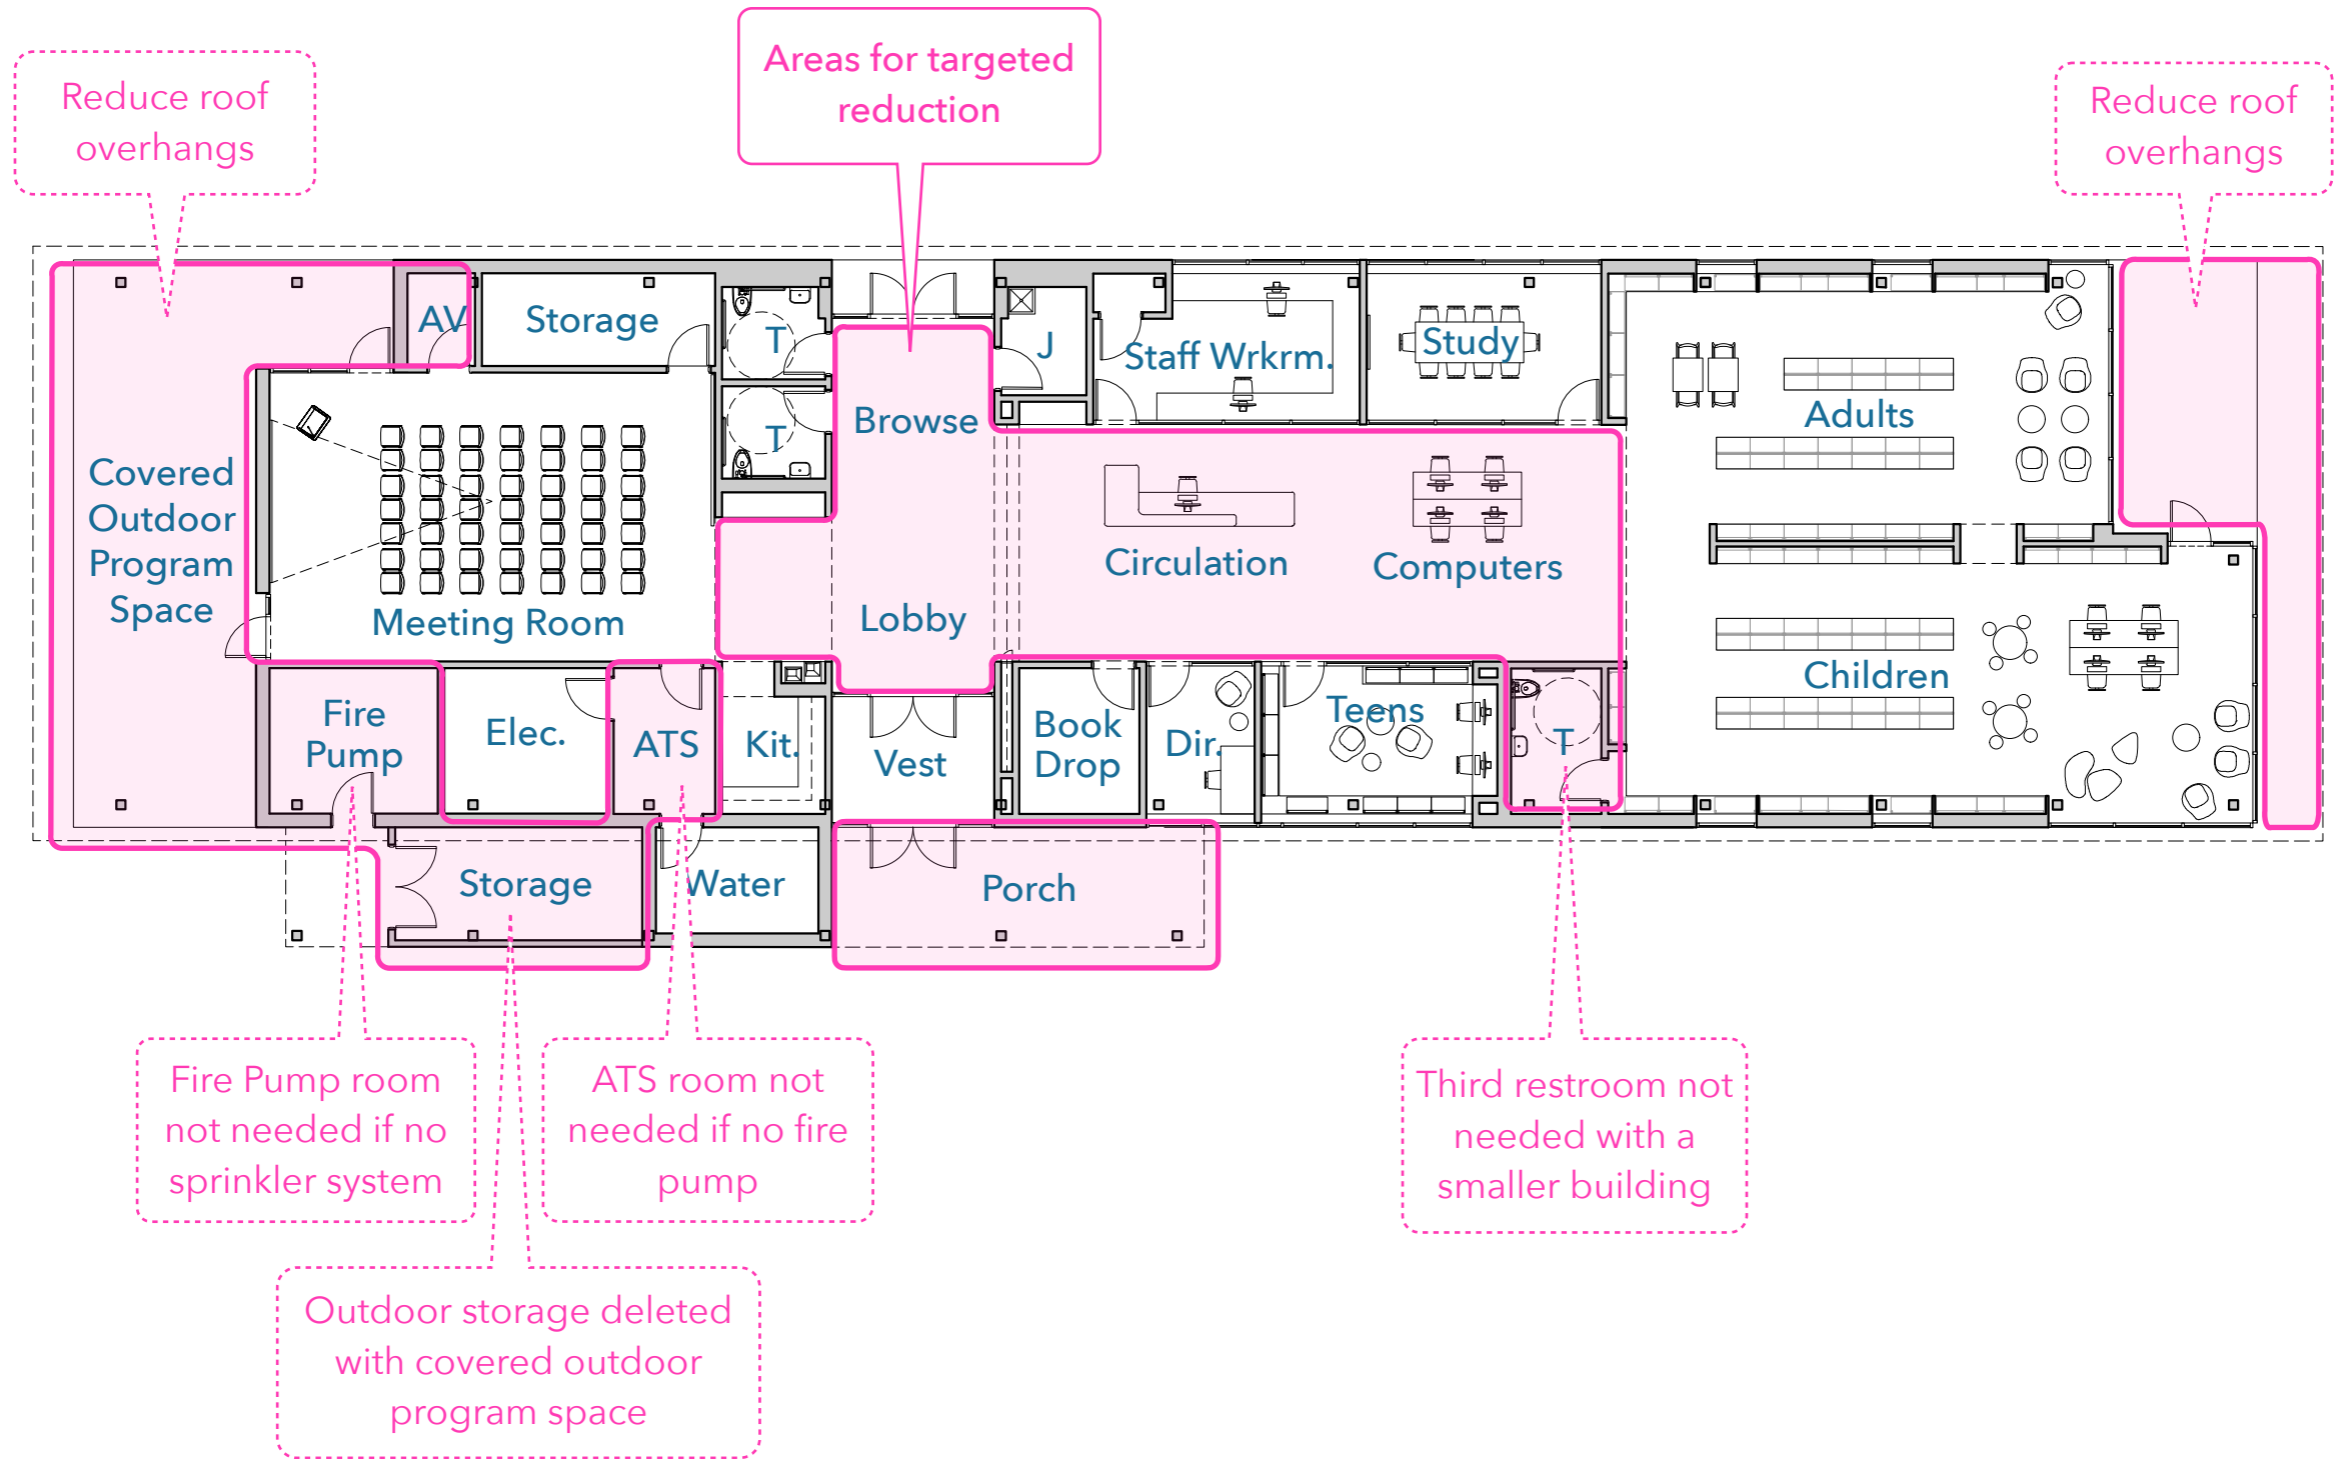 Areas for targeted
reduction
Reduce roof
overhangs
Reduce roof
overhangs
AV
Storage
T
T
Browse
J
Staff Wrkrm.
Study
Adults
Covered
Outdoor
Program
Space
Meeting Room
Lobby
Circulation
Computers
Children
Fire
Pump
Elec.
ATS
Kit.
Vest
Book
Drop
Dir.
Teens
T
Storage
Water
Porch
Fire Pump room
not needed if no
sprinkler system
ATS room not
needed if no fire
pump
Third restroom not
needed with a
smaller building
Outdoor storage deleted
with covered outdoor
program space